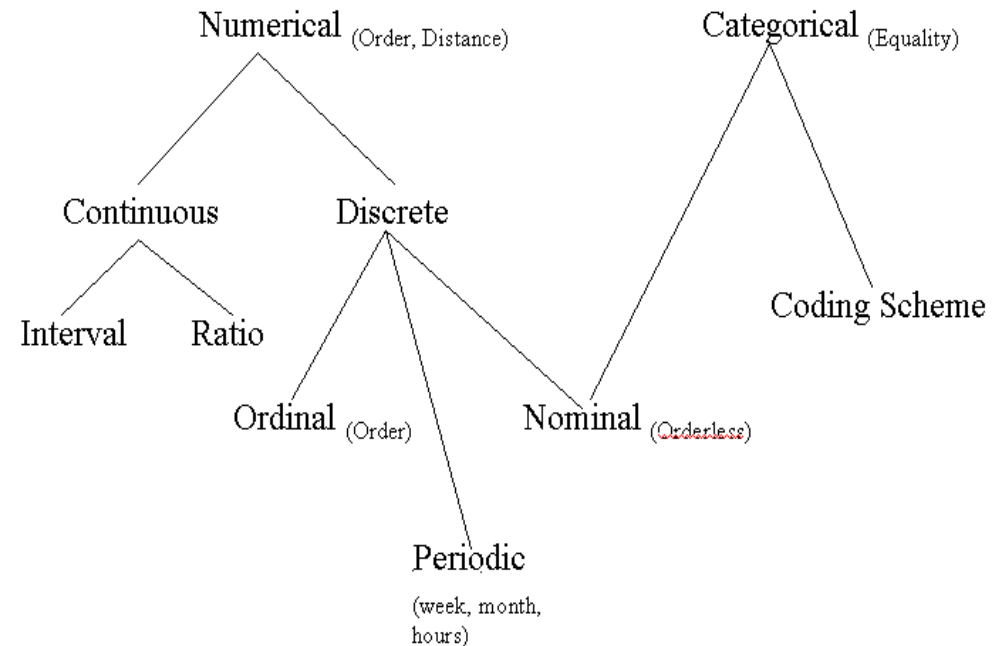 Numerical (Order, Distance)
Categorical (Equality)
Continuous
Discrete
Coding Scheme
Interval
Ratio
Ordinal (Order)
Nominal (Orderless)
Periodic
(week, month,
hours)